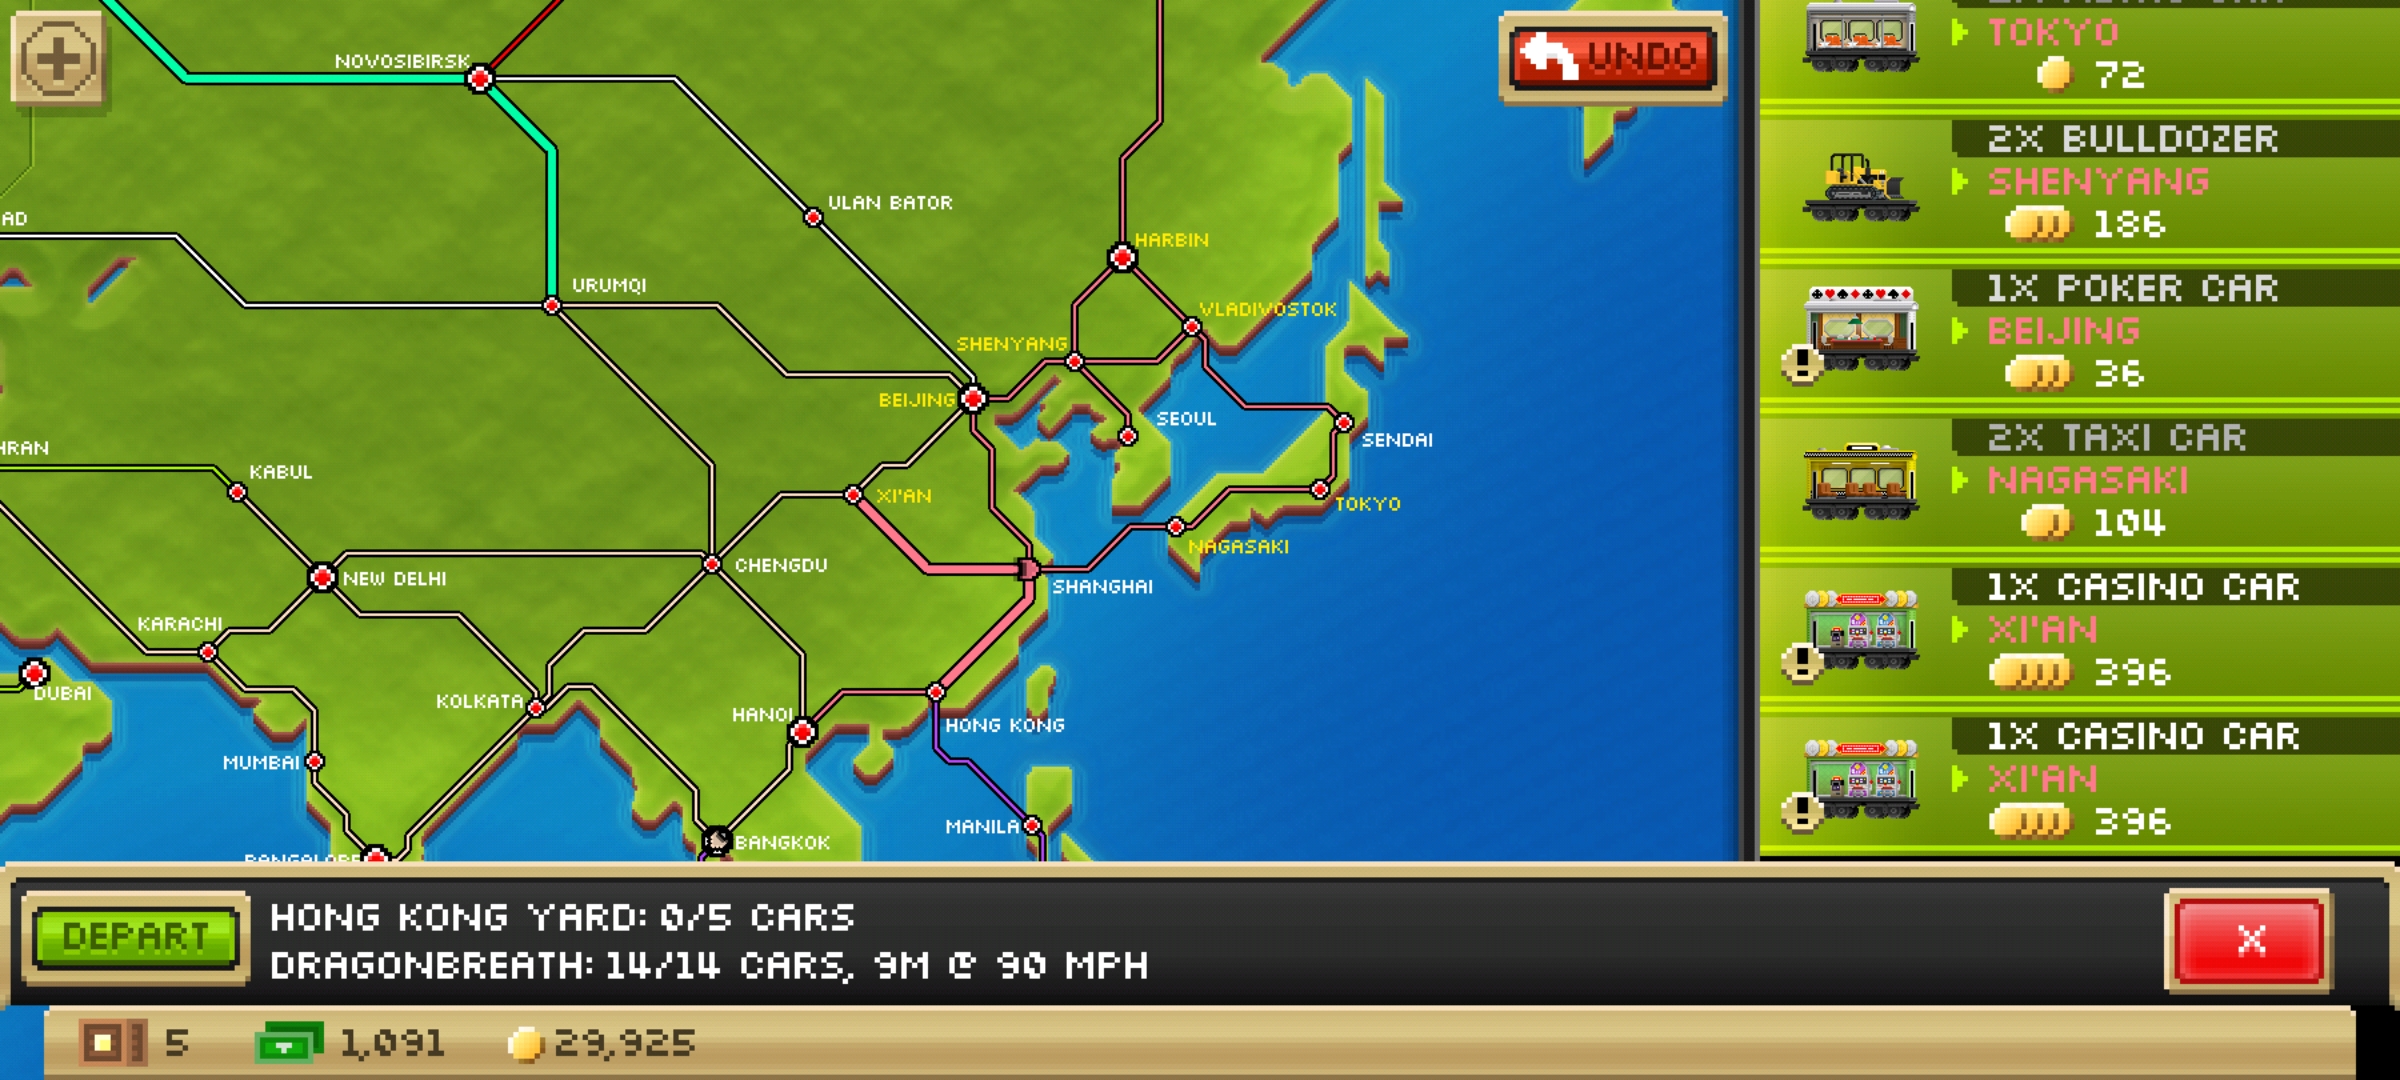 NOVOSIBIRSK
UNDO
ULAN BATOR
AD
HARBIN
URUMQI
VLADIVOSTOK
SHENYANG
BEIJING
SEOUL
SENDAI
HRAN
KABUL
XI'AN
TOKYO
NAGASAKI
CHENGDU
NEW DELHI
SHANGHAI
KARACHI
DUBAI
KOLKATA
HANOI
HONG KONG
MUMBAI
MANILA
BANGKOK
BANGALORE
TOKYO
72
2X BULLDOZER
SHENYANG
186
1X POKER CAR
BEIJING
36
2X TAXI CAR
NAGASAKI
104
1X CASINO CAR
XI'AN
396
1X CASINO CAR
XI'AN
396
DEPART
HONG KONG YARD: 0/5 CARS
DRAGONBREATH: 14/14 CARS, 9M @ 90 MPH
X
5 1,091 29,925